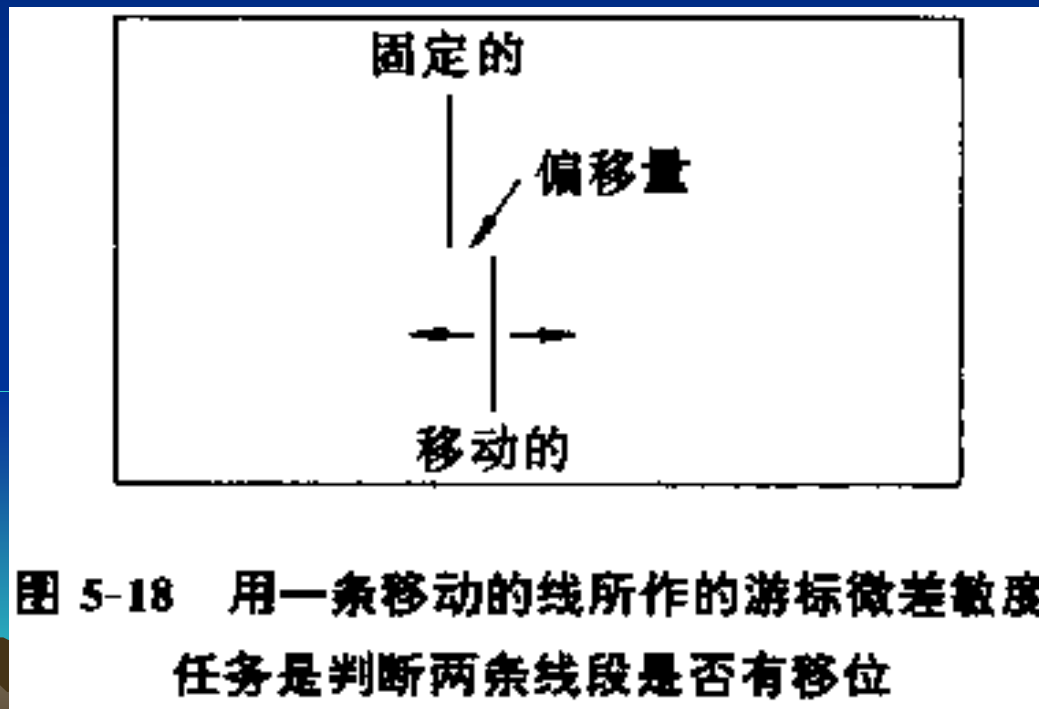 固定的
偏移量
移动的
图 5-18 用一条移动的线所作的游标微差敏度
任务是判断两条线段是否有移位